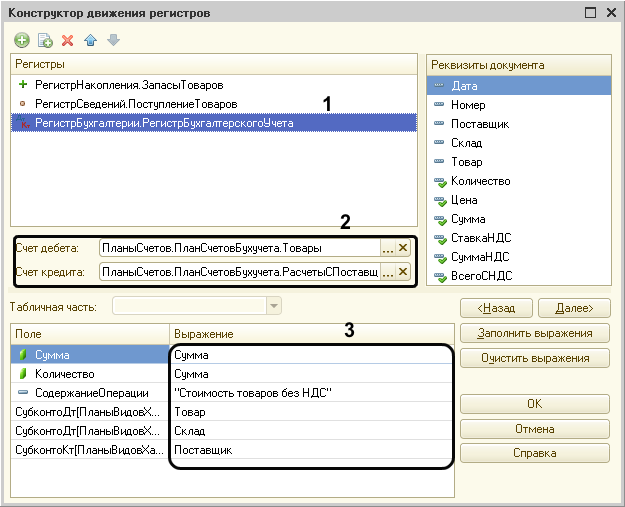 Конструктор движения регистров
Регистры
РегистрНакопления.ЗапасыТоваров
РегистрСведений.ПоступлениеТоваров
1
РегистрБухгалтерии.РегистрБухгалтерскогоУчета
Реквизиты документа
Дата
Номер
Поставщик
Склад
Товар
Количество
Цена
Сумма
СтавкаНДС
СуммаНДС
ВсегоСНДС
2
Счет дебета: ПланыСчетов.ПланСчетовБухучета.Товары ...
Счет кредита: ПланыСчетов.ПланСчетовБухучета.РасчетыСПоставщ ...
Табличная часть:
<Назад Далее>
3
Поле Выражение
Сумма Сумма
Количество Сумма
СодержаниеОперации "Стоимость товаров без НДС"
СубконтоДт[ПланыВидовХ... Товар
СубконтоДт[ПланыВидовХ... Склад
СубконтоКт[ПланыВидовХа... Поставщик
Заполнить выражения
Очистить выражения
ОК
Отмена
Справка